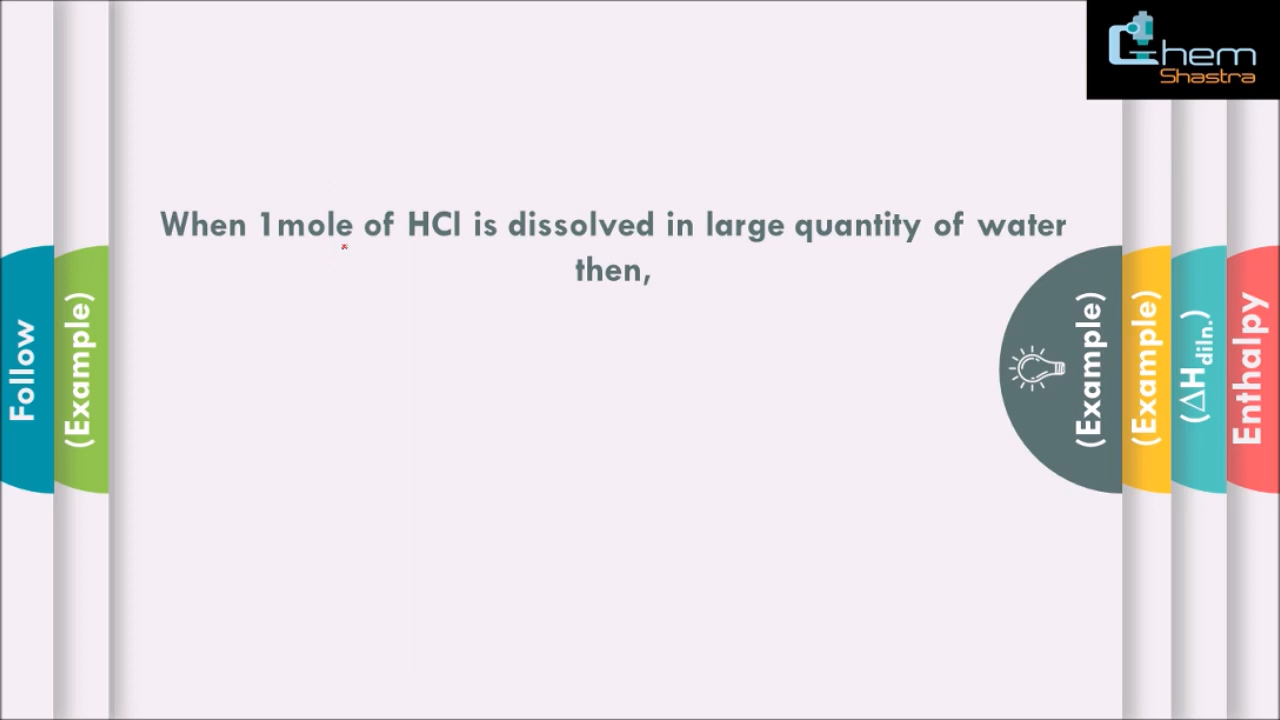 Chem
Shastra
When 1mole of HCl is dissolved in large quantity of water
then,
Follow
(Example)
(Example)
(Example)
(ΔHdiln.)
Enthalpy